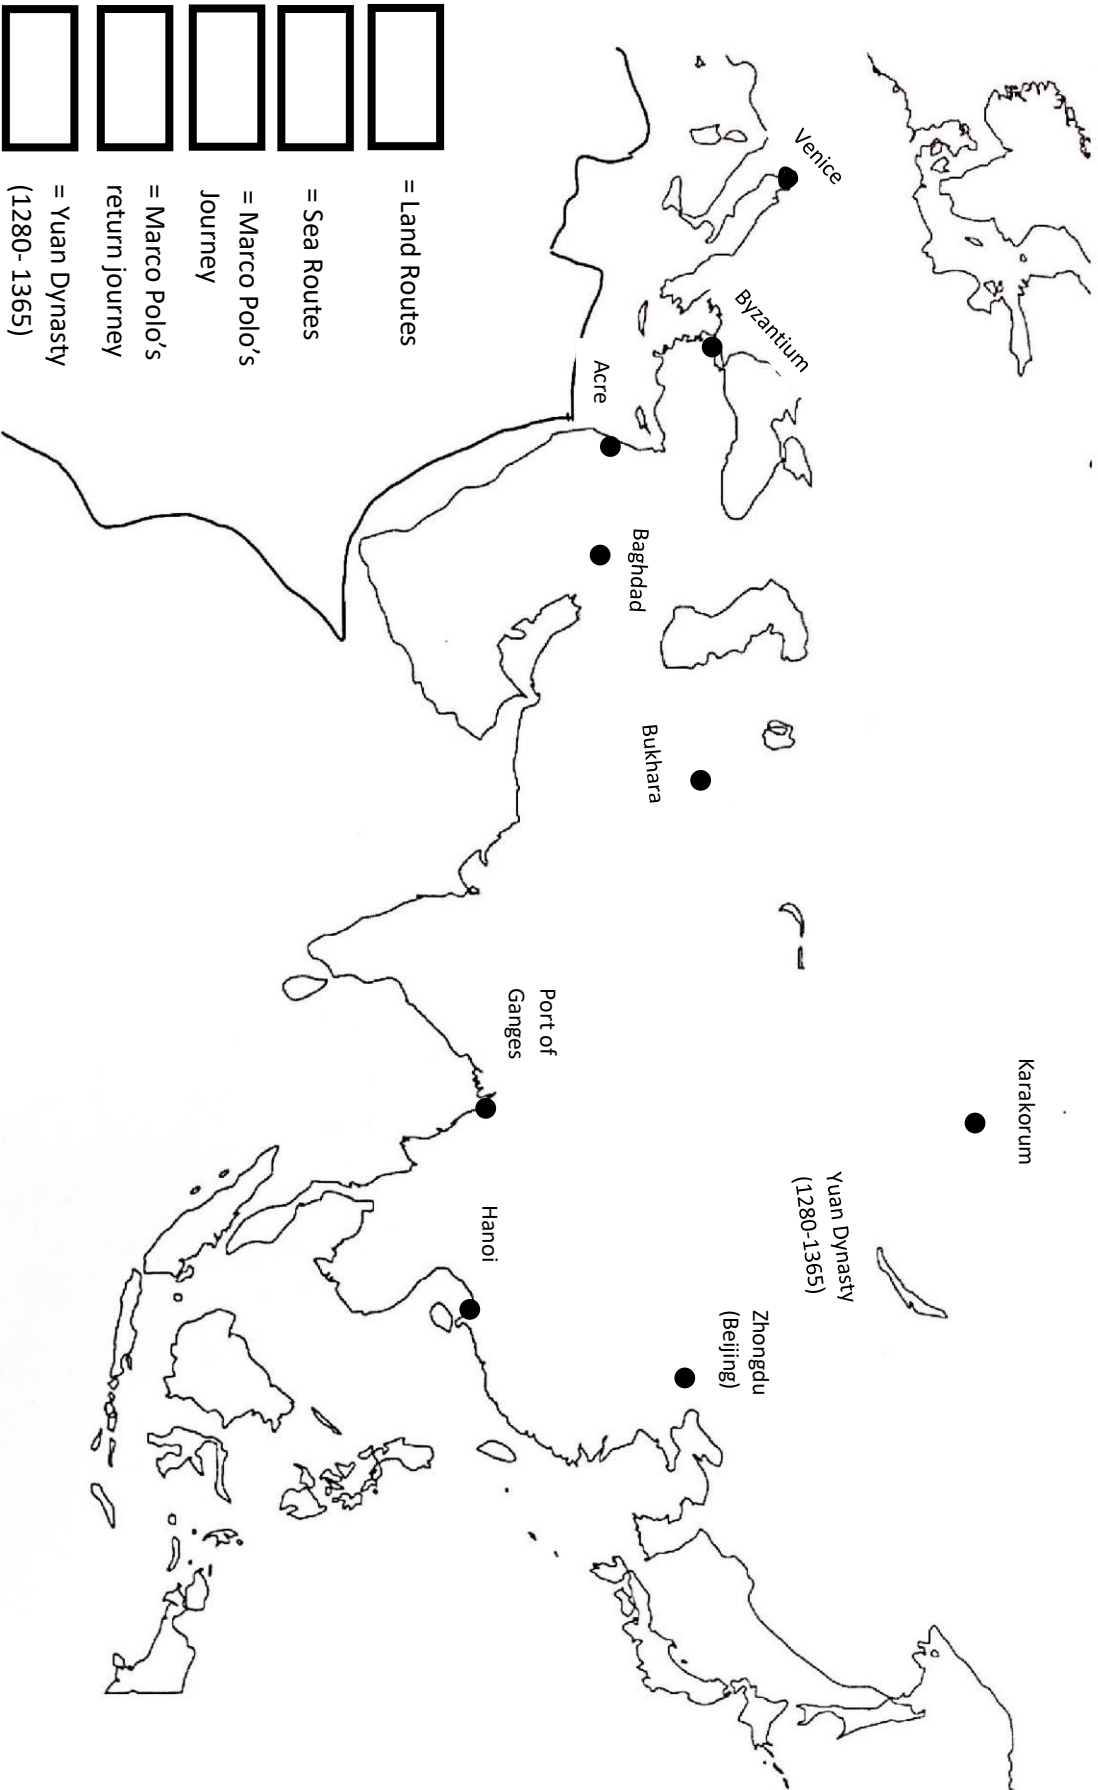 Venice
Byzantium
Acre
Baghdad
Bukhara
Port of
Ganges
Karakorum
Yuan Dynasty
(1280-1365)
Hanoi
Zhongdu
(Beijing)
= Land Routes
= Sea Routes
= Marco Polo’s
Journey
= Marco Polo’s
return journey
= Yuan Dynasty
(1280- 1365)